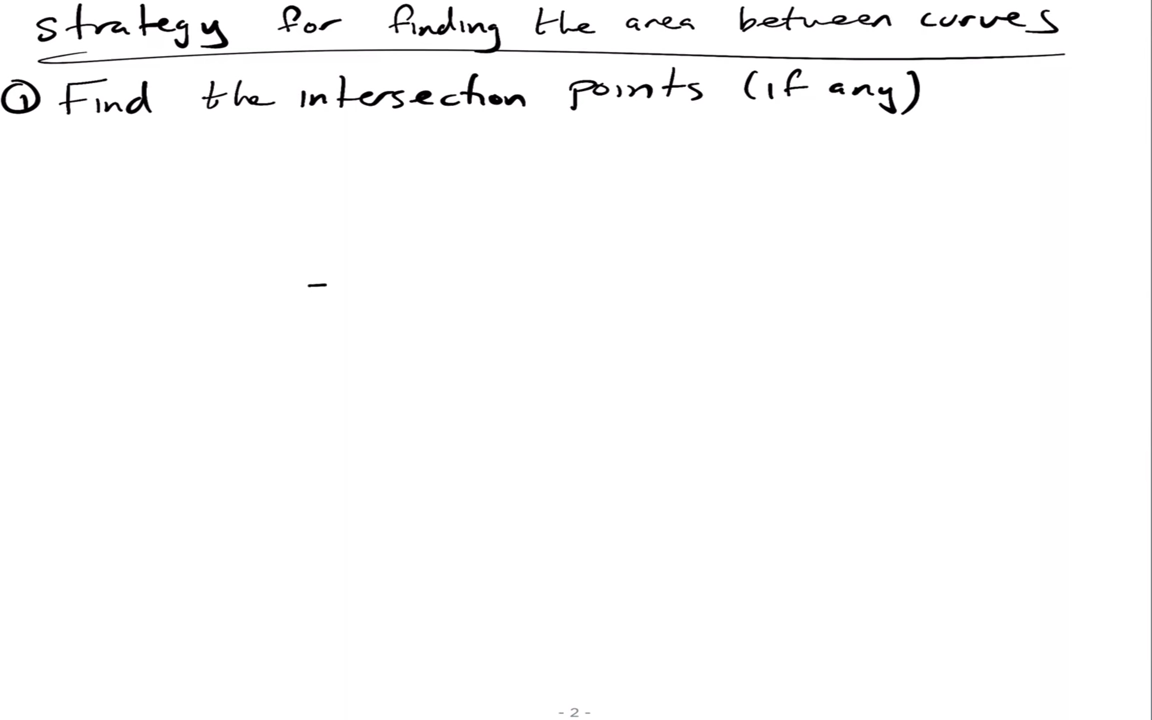 strategy for finding the area between curves
① Find the intersection points (if any)
-
- 2 -